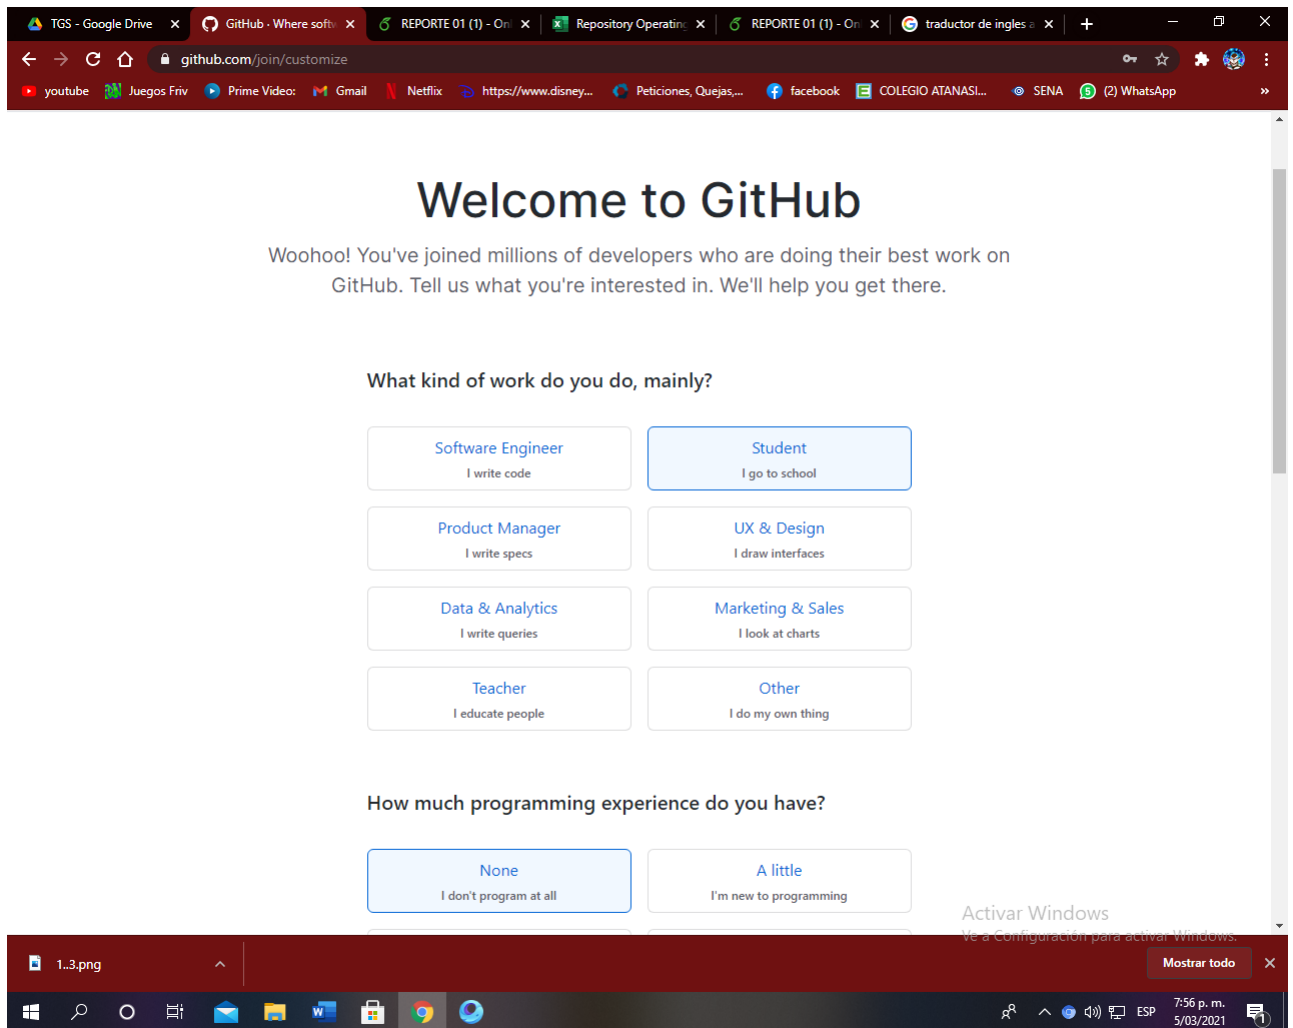 TGS - Google Drive
GitHub · Where softw
REPORTE 01 (1) - Onl
Repository Operating
REPORTE 01 (1) - Onl
traductor de ingles a
github.com/join/customize
youtube
Juegos Friv
Prime Video:
Gmail
Netflix
https://www.disney...
Peticiones, Quejas,...
facebook
COLEGIO ATANASI...
SENA
(2) WhatsApp
»
Welcome to GitHub
Woohoo! You've joined millions of developers who are doing their best work on
GitHub. Tell us what you're interested in. We'll help you get there.
What kind of work do you do, mainly?
Software Engineer
I write code
Student
I go to school
Product Manager
I write specs
UX & Design
I draw interfaces
Data & Analytics
I write queries
Marketing & Sales
I look at charts
Teacher
I educate people
Other
I do my own thing
How much programming experience do you have?
None
I don't program at all
A little
I'm new to programming
Activar Windows
Ve a Configuración para activar Windows.
1..3.png
Mostrar todo
ESP
7:56 p. m.
5/03/2021
1